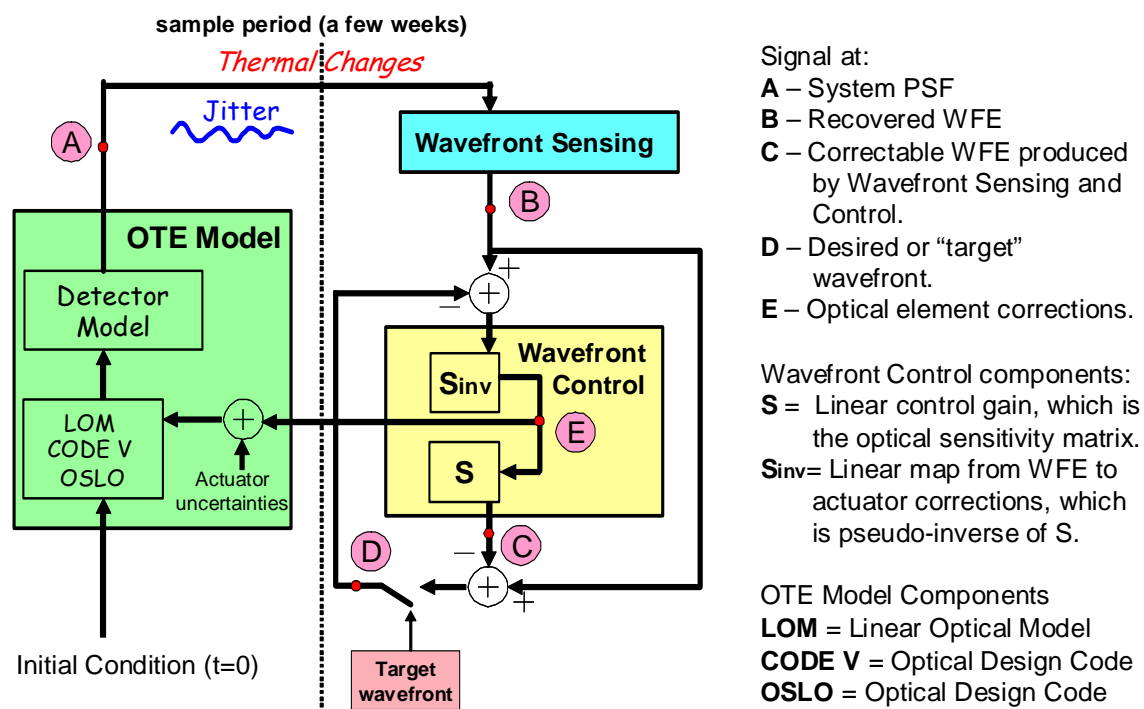 sample period (a few weeks)
Thermal Changes
Jitter
A
Wavefront Sensing
B
OTE Model
Detector
Model
LOM
CODE V
OSLO
+
Actuator
uncertainties
Initial Condition (t=0)
+
−
+
Wavefront
Control
Sinv
E
S
−
C
D
+
+
Target
wavefront
Signal at:
A – System PSF
B – Recovered WFE
C – Correctable WFE produced
by Wavefront Sensing and
Control.
D – Desired or “target”
wavefront.
E – Optical element corrections.
Wavefront Control components:
S = Linear control gain, which is
the optical sensitivity matrix.
Sinv= Linear map from WFE to
actuator corrections, which
is pseudo-inverse of S.
OTE Model Components
LOM = Linear Optical Model
CODE V = Optical Design Code
OSLO = Optical Design Code